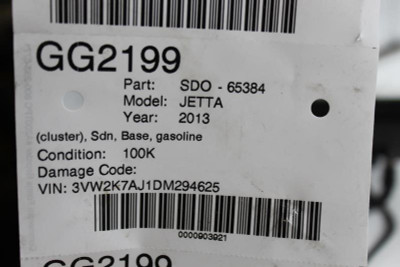 GG2199
Part: SDO - 65384
Model: JETTA
Year: 2013
(cluster), Sdn, Base, gasoline
Condition: 100K
Damage Code:
VIN: 3VW2K7AJ1DM294625
0000903921
GG2199